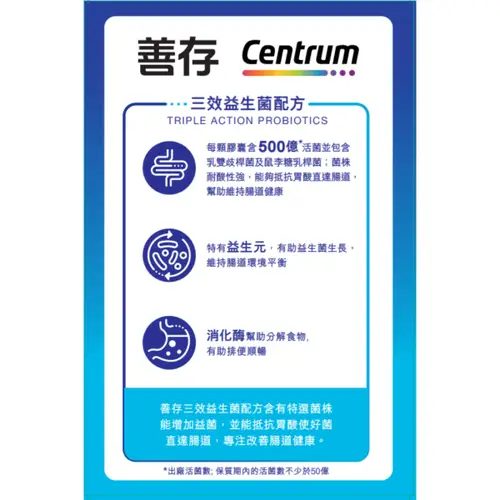 善存 Centrum
三效益生菌配方
TRIPLE ACTION PROBIOTICS
每顆膠囊含500億*活菌並包含
乳雙歧桿菌及鼠李糖乳桿菌；菌株
耐酸性強，能夠抵抗胃酸直達腸道，
幫助維持腸道健康
特有益生元，有助益生菌生長，
維持腸道環境平衡
消化酶幫助分解食物,
有助排便順暢
善存三效益生菌配方含有特選菌株
能增加益菌，並能抵抗胃酸使好菌
直達腸道，專注改善腸道健康。
*出廠活菌數; 保質期內的活菌數不少於50億